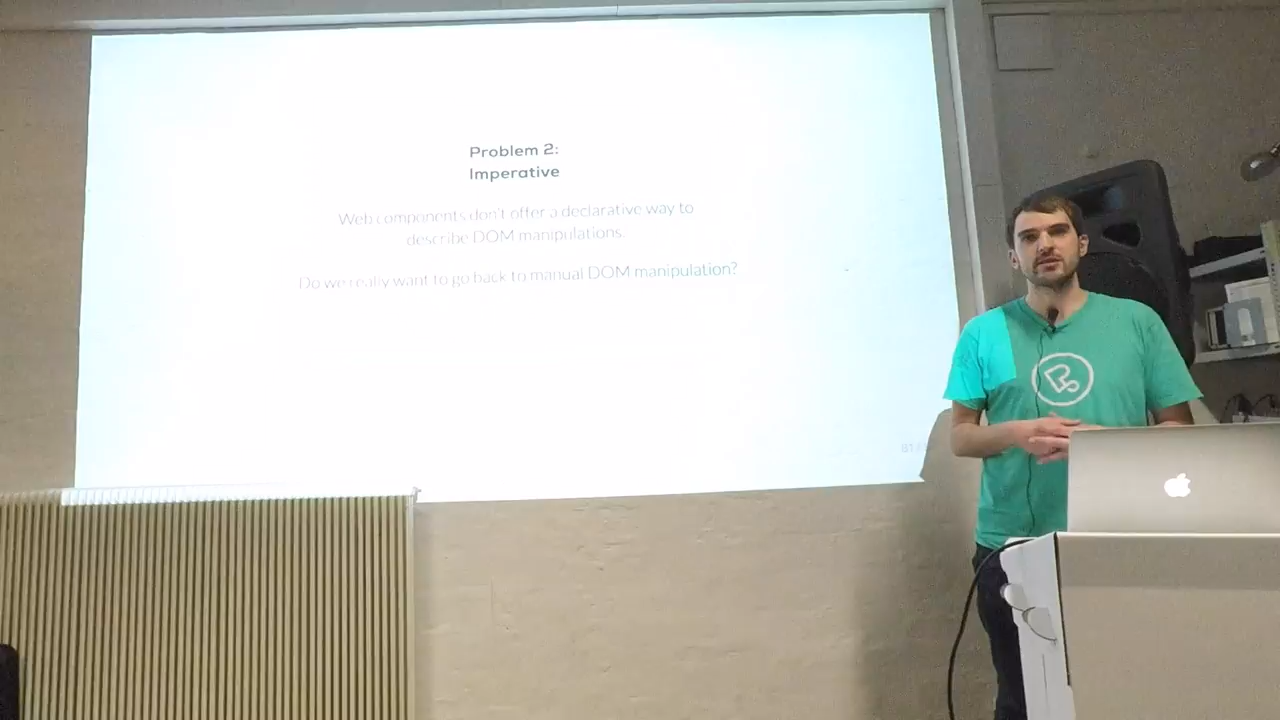 Problem 2:
Imperative
Web components don't offer a declarative way to
describe DOM manipulations.
Do we really want to go back to manual DOM manipulation?